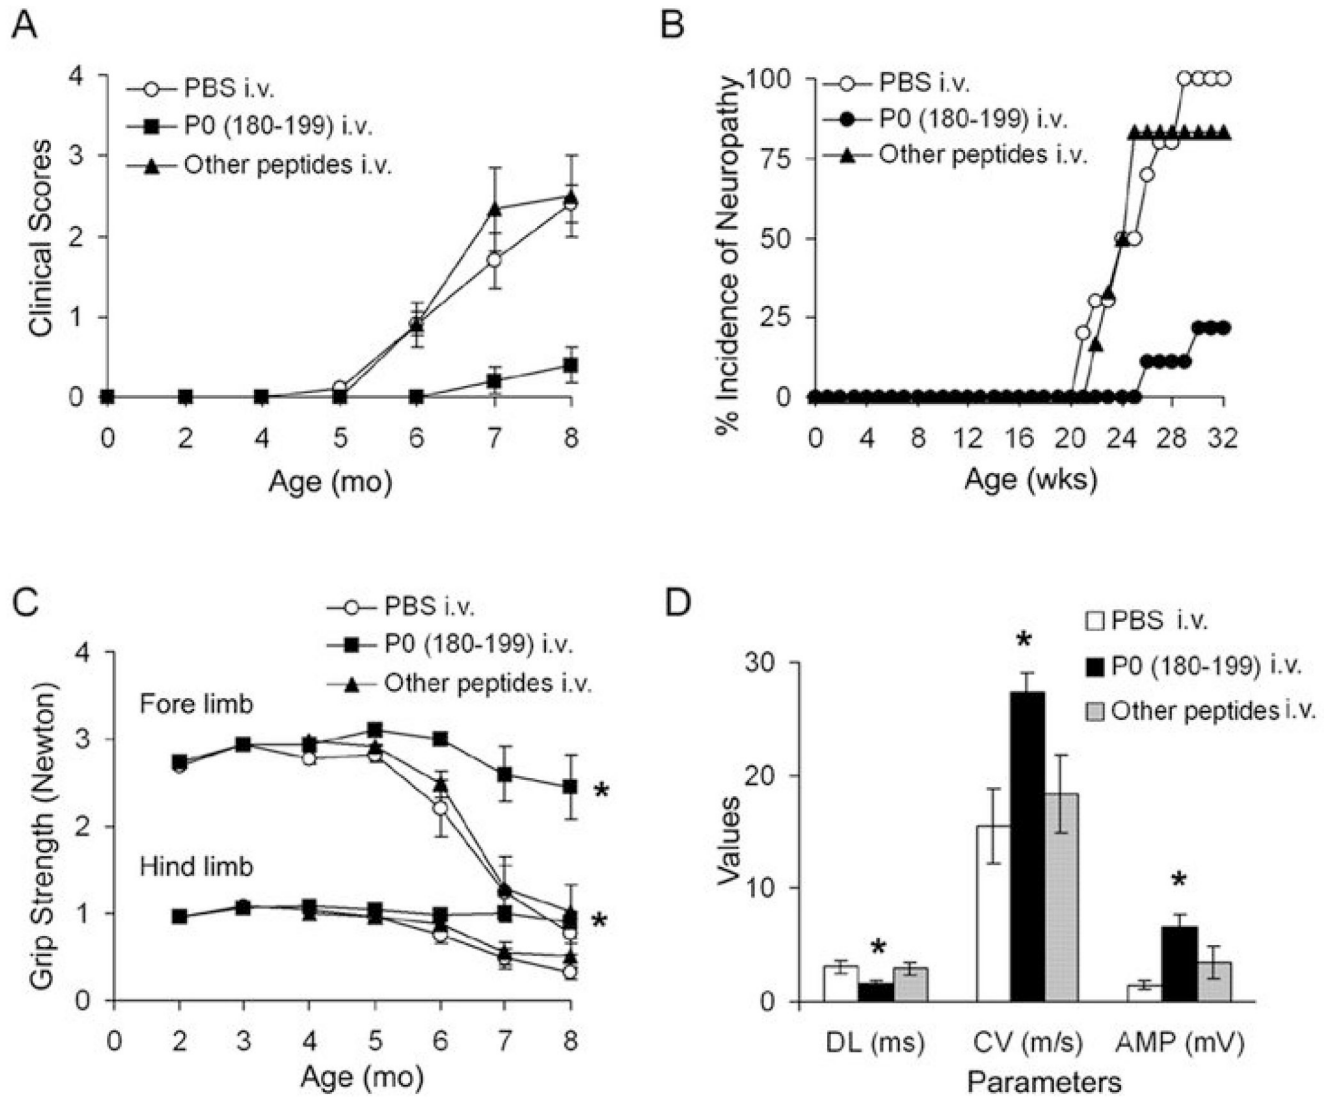 A
PBS i.v.
P0 (180-199) i.v.
Other peptides i.v.
Clinical Scores
4
3
2
1
0
0 2 4 5 6 7 8
Age (mo)
B
PBS i.v.
P0 (180-199) i.v.
Other peptides i.v.
% Incidence of Neuropathy
100
75
50
25
0
0 4 8 12 16 20 24 28 32
Age (wks)
C
PBS i.v.
P0 (180-199) i.v.
Other peptides i.v.
Fore limb
Hind limb
*
*
Grip Strength (Newton)
4
3
2
1
0
0 2 3 4 5 6 7 8
Age (mo)
D
PBS i.v.
P0 (180-199) i.v.
Other peptides i.v.
*
*
*
Values
30
20
10
0
DL (ms) CV (m/s) AMP (mV)
Parameters